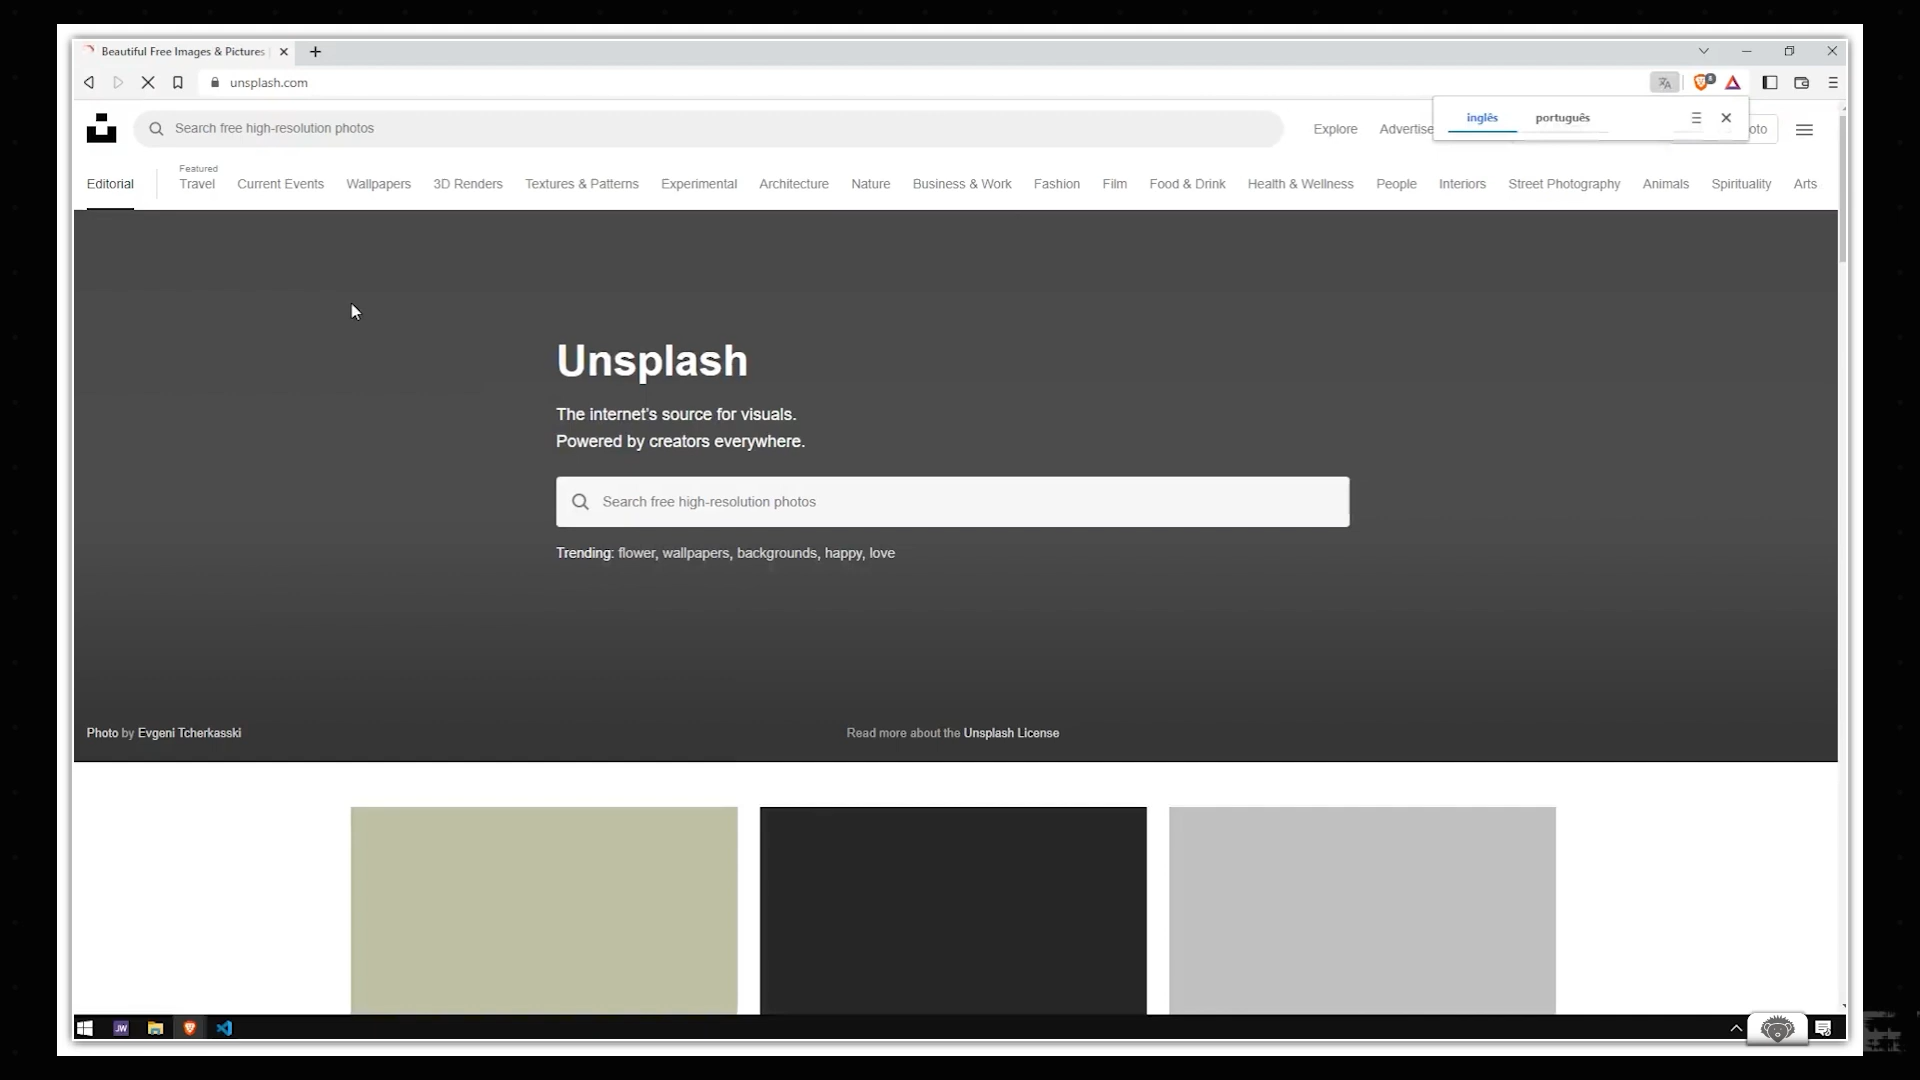 Beautiful Free Images & Pictures
unsplash.com
8
inglês português
Search free high-resolution photos
Explore Advertise
oto
Featured
Editorial Travel Current Events Wallpapers 3D Renders Textures & Patterns Experimental Architecture Nature Business & Work Fashion Film Food & Drink Health & Wellness People Interiors Street Photography Animals Spirituality Arts
Unsplash
The internet's source for visuals.
Powered by creators everywhere.
Search free high-resolution photos
Trending: flower, wallpapers, backgrounds, happy, love
Photo by Evgeni Tcherkasski
Read more about the Unsplash License
JW